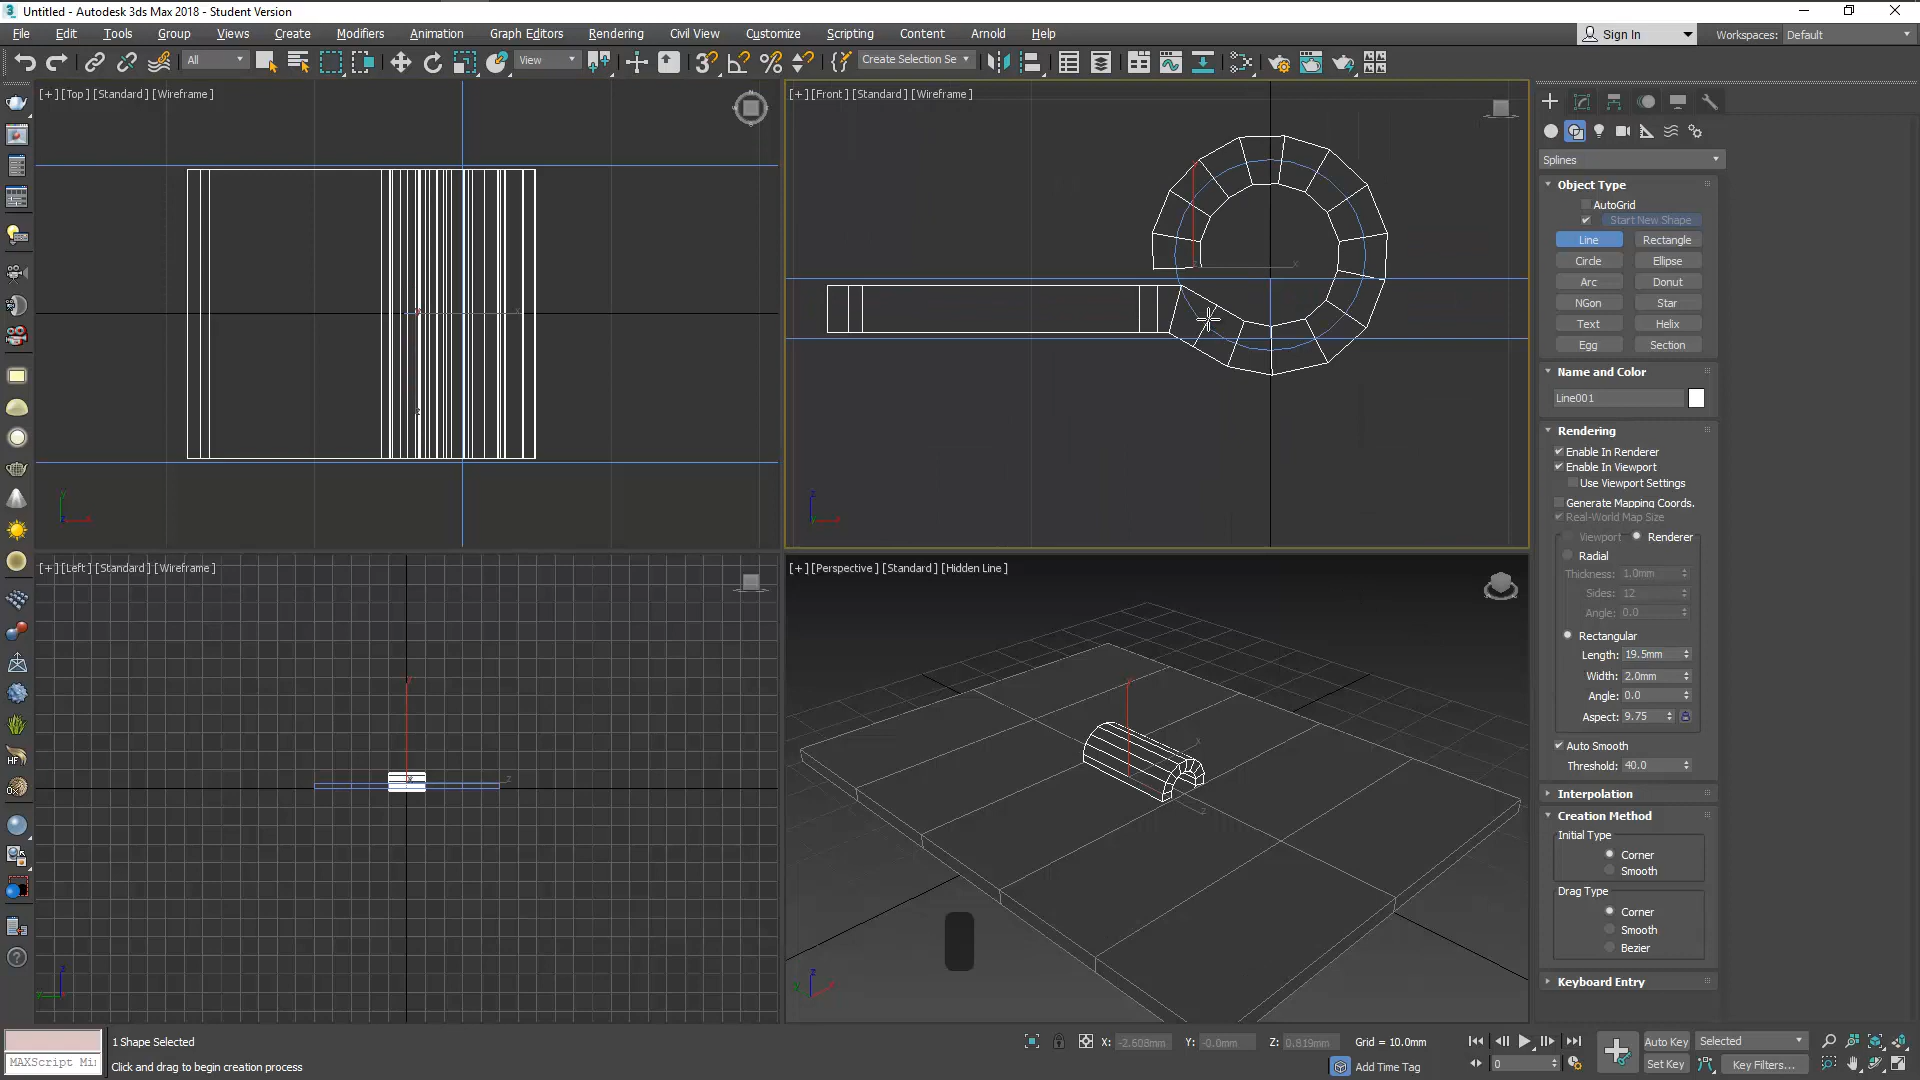 Untitled - Autodesk 3ds Max 2018 - Student Version
File Edit Tools Group Views Create Modifiers Animation Graph Editors Rendering Civil View Customize Scripting Content Arnold Help
Sign In
Workspaces: Default
All
View
Create Selection Se
[+] [Top] [Standard] [Wireframe]
[+] [Front] [Standard] [Wireframe]
[+] [Left] [Standard] [Wireframe]
[+] [Perspective] [Standard] [Hidden Line]
Splines
Object Type
AutoGrid
Start New Shape
Line Rectangle
Circle Ellipse
Arc Donut
NGon Star
Text Helix
Egg Section
Name and Color
Line001
Rendering
Enable In Renderer
Enable In Viewport
Use Viewport Settings
Generate Mapping Coords.
Real-World Map Size
Viewport Renderer
Radial
Thickness: 1.0mm
Sides: 12
Angle: 0.0
Rectangular
Length: 19.5mm
Width: 2.0mm
Angle: 0.0
Aspect: 9.75
Auto Smooth
Threshold: 40.0
Interpolation
Creation Method
Initial Type
Corner
Smooth
Drag Type
Corner
Smooth
Bezier
Keyboard Entry
MAXScript Mi
1 Shape Selected
Click and drag to begin creation process
X: -2.608mm Y: -0.0mm Z: 0.819mm Grid = 10.0mm
Add Time Tag
0
Auto Key Selected
Set Key Key Filters...